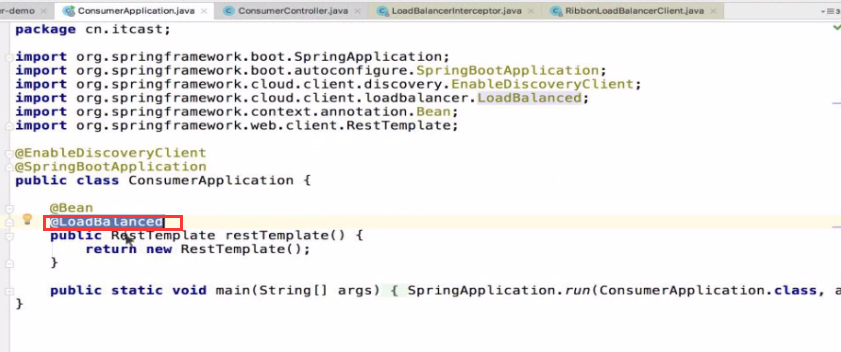 r-demo ConsumerApplication.java ConsumerController.java LoadBalancerInterceptor.java RibbonLoadBalancerClient.java
package cn.itcast;
import org.springframework.boot.SpringApplication;
import org.springframework.boot.autoconfigure.SpringBootApplication;
import org.springframework.cloud.client.discovery.EnableDiscoveryClient;
import org.springframework.cloud.client.loadbalancer.LoadBalanced;
import org.springframework.context.annotation.Bean;
import org.springframework.web.client.RestTemplate;
@EnableDiscoveryClient
@SpringBootApplication
public class ConsumerApplication {
@Bean
@LoadBalanced
public RestTemplate restTemplate() {
return new RestTemplate();
}
public static void main(String[] args) { SpringApplication.run(ConsumerApplication.class, a
}